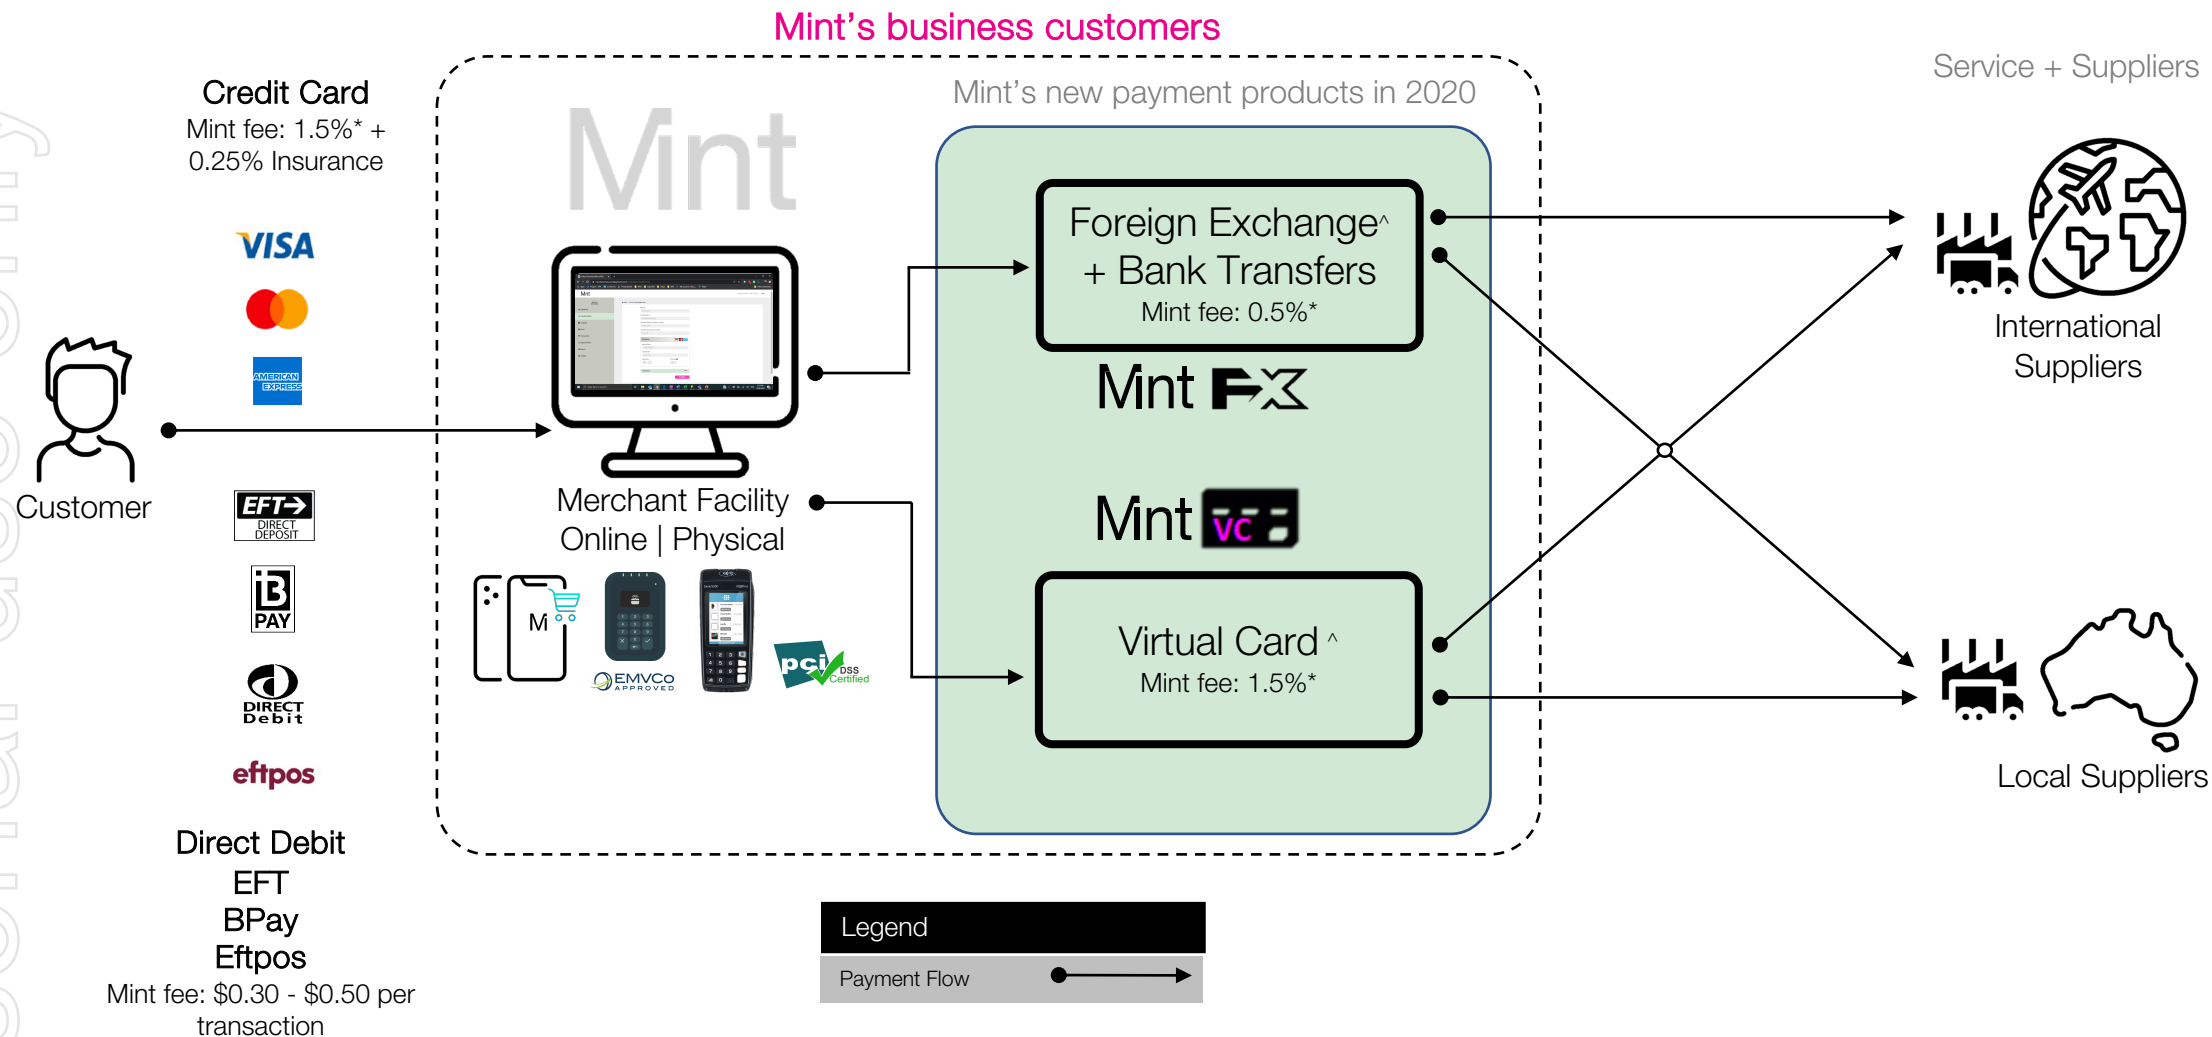 Mint's business customers
Service + Suppliers
Credit Card
Mint fee: 1.5%* +
0.25% Insurance
Mint
Mint's new payment products in 2020
VISA
AMERICAN
EXPRESS
Foreign Exchange^
+ Bank Transfers
Mint fee: 0.5%*
Mint FX
International
Suppliers
Customer
EFT
DIRECT
DEPOSIT
B
PAY
DIRECT
Debit
eftpos
Merchant Facility
Online | Physical
M
EMVCo
APPROVED
pci
DSS
Certified
Mint VC
Virtual Card ^
Mint fee: 1.5%*
Local Suppliers
Direct Debit
EFT
BPay
Eftpos
Mint fee: $0.30 - $0.50 per
transaction
Legend
Payment Flow